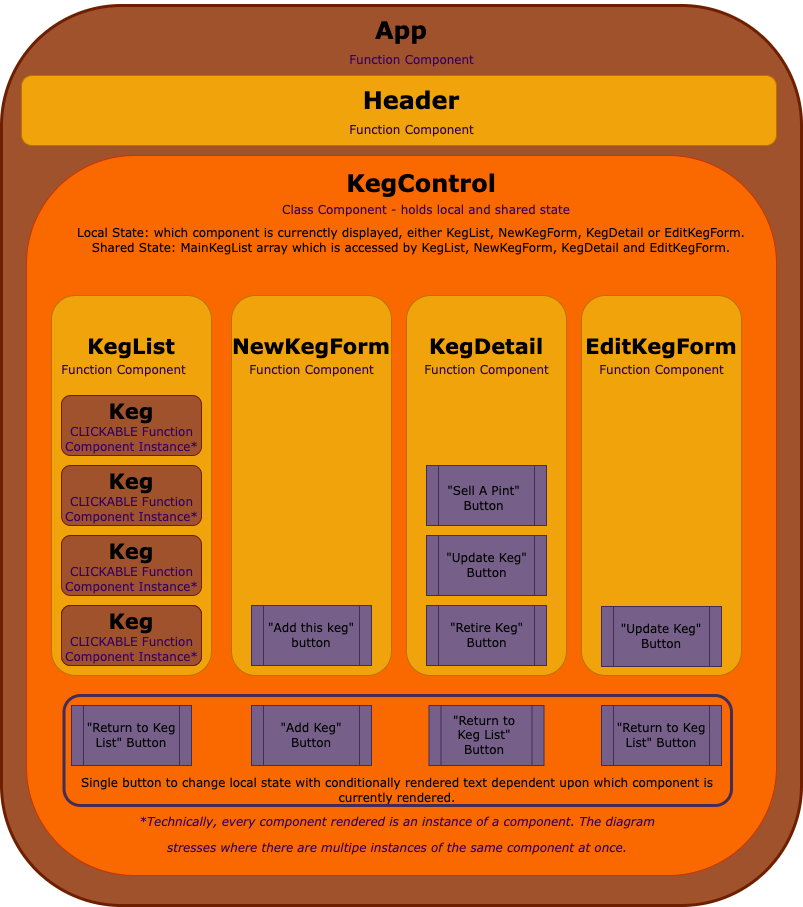 App
Function Component
Header
Function Component
KegControl
Class Component - holds local and shared state
Local State: which component is currenctly displayed, either KegList, NewKegForm, KegDetail or EditKegForm.
Shared State: MainKegList array which is accessed by KegList, NewKegForm, KegDetail and EditKegForm.
KegList
Function Component
Keg
CLICKABLE Function
Component Instance*
Keg
CLICKABLE Function
Component Instance*
Keg
CLICKABLE Function
Component Instance*
Keg
CLICKABLE Function
Component Instance*
NewKegForm
Function Component
"Add this keg"
button
KegDetail
Function Component
"Sell A Pint"
Button
"Update Keg"
Button
"Retire Keg"
Button
EditKegForm
Function Component
"Update Keg"
Button
"Return to Keg
List" Button
"Add Keg"
Button
"Return to
Keg List"
Button
"Return to Keg
List" Button
Single button to change local state with conditionally rendered text dependent upon which component is
currently rendered.
*Technically, every component rendered is an instance of a component. The diagram
stresses where there are multipe instances of the same component at once.